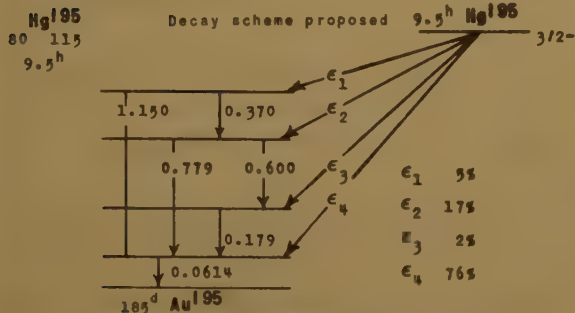 Hg195
80 115
9.5h
Decay scheme proposed
9.5h Hg195
3/2-
ϵ1
1.150
0.370
ϵ2
0.779
0.600
ϵ3
ϵ4
0.179
0.0614
185d Au195
ϵ1 5%
ϵ2 17%
ϵ3 2%
ϵ4 76%